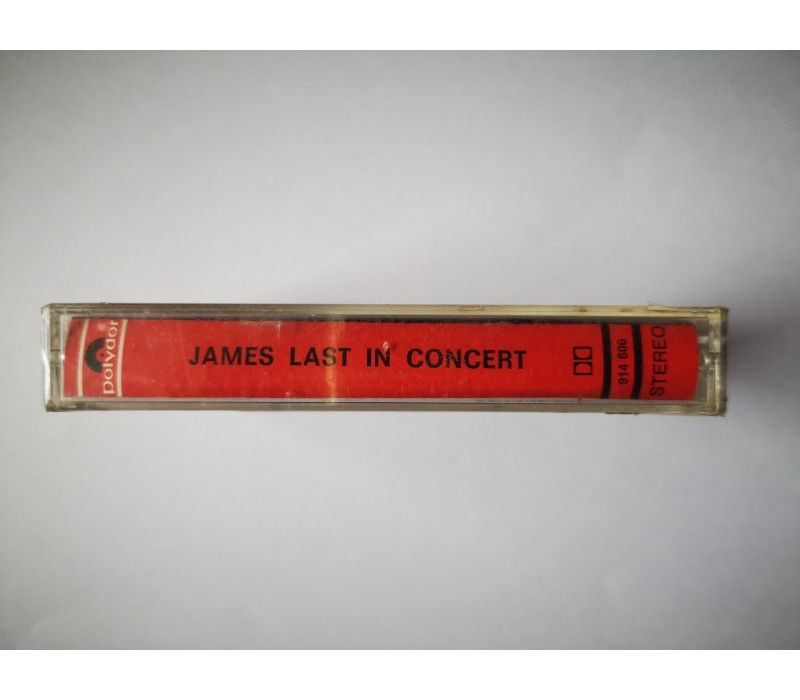 polydor
JAMES LAST IN CONCERT
914 606
STEREO